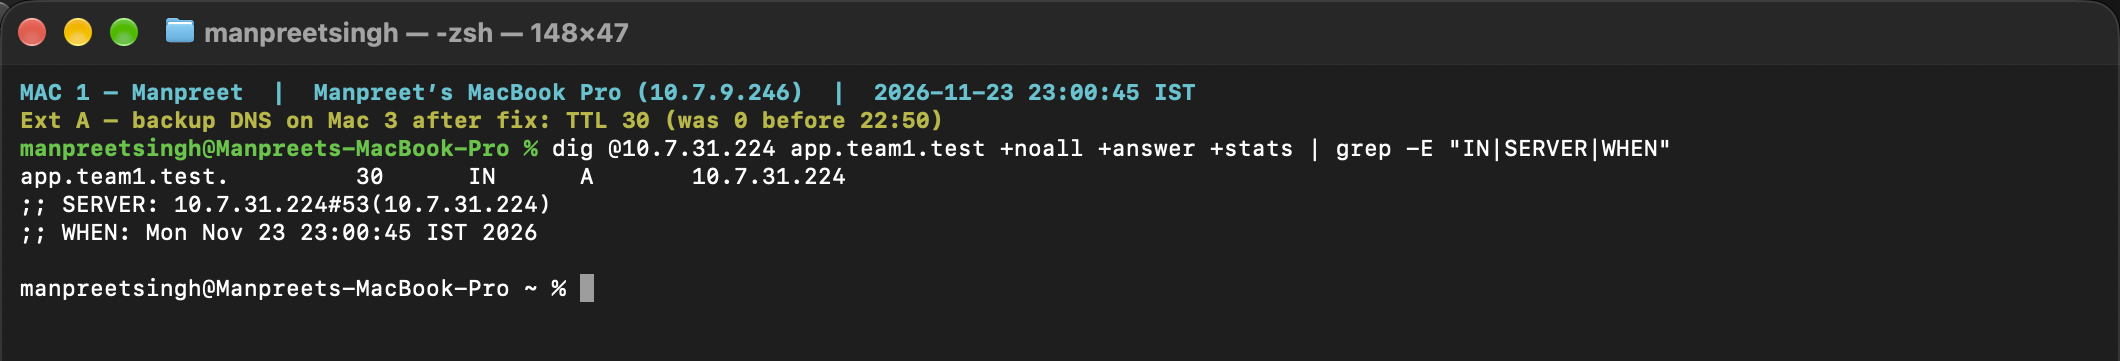 manpreetsingh — -zsh — 148×47
MAC 1 — Manpreet | Manpreet’s MacBook Pro (10.7.9.246) | 2026-11-23 23:00:45 IST
Ext A — backup DNS on Mac 3 after fix: TTL 30 (was 0 before 22:50)
manpreetsingh@Manpreets-MacBook-Pro % dig @10.7.31.224 app.team1.test +noall +answer +stats | grep -E "IN|SERVER|WHEN"
app.team1.test. 30 IN A 10.7.31.224
;; SERVER: 10.7.31.224#53(10.7.31.224)
;; WHEN: Mon Nov 23 23:00:45 IST 2026
manpreetsingh@Manpreets-MacBook-Pro ~ %